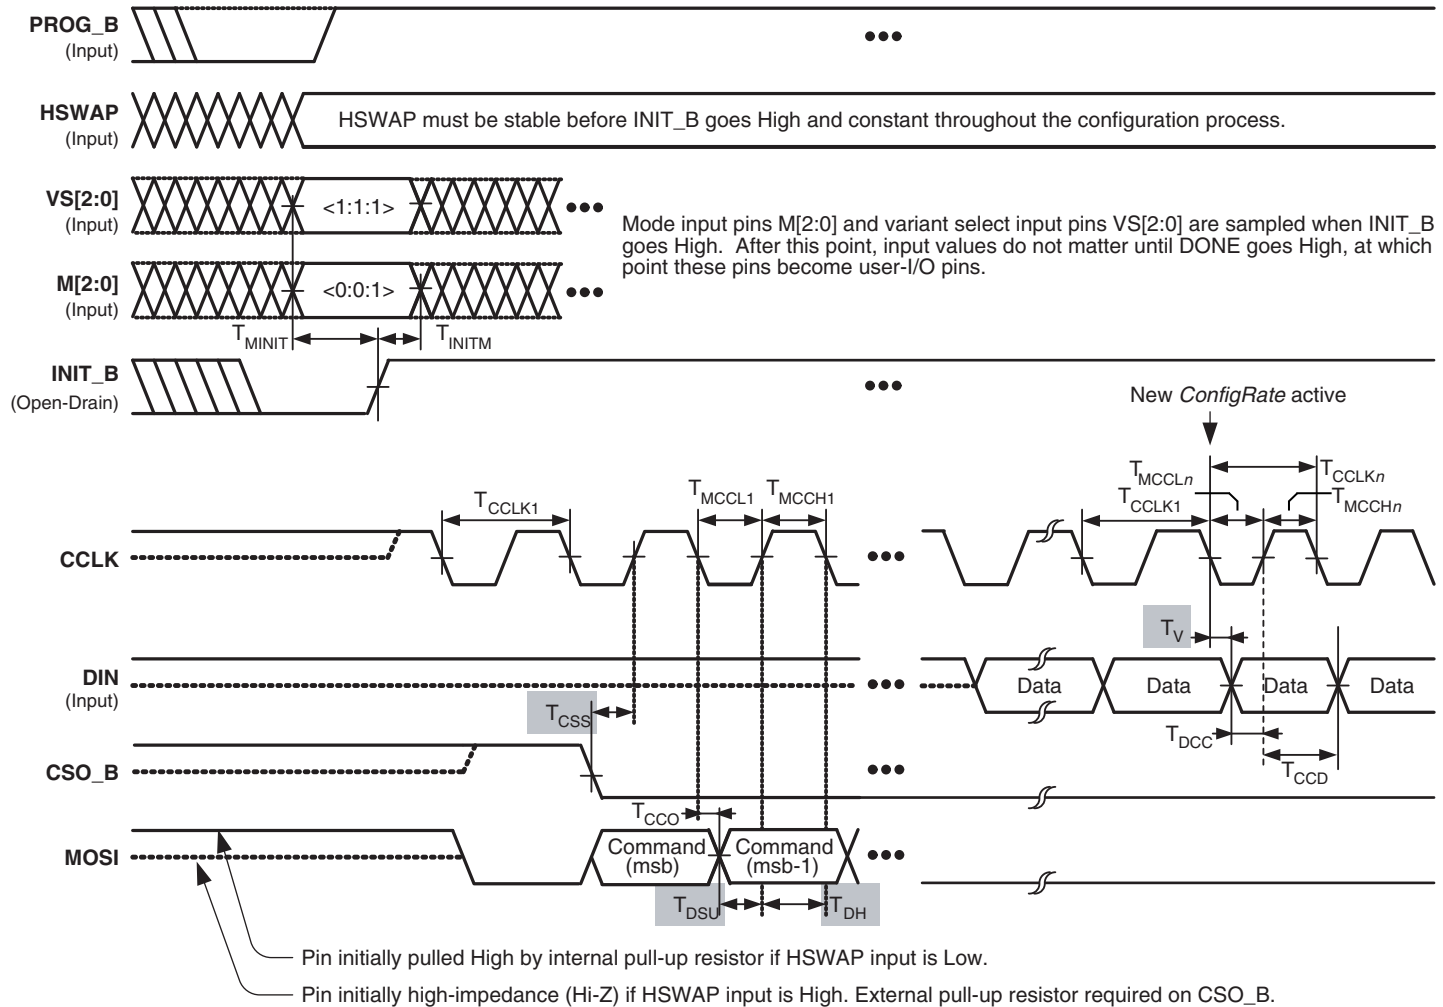 PROG_B
(Input)
HSWAP
(Input)
HSWAP must be stable before INIT_B goes High and constant throughout the configuration process.
VS[2:0]
(Input)
<1:1:1>
Mode input pins M[2:0] and variant select input pins VS[2:0] are sampled when INIT_B
goes High. After this point, input values do not matter until DONE goes High, at which
point these pins become user-I/O pins.
M[2:0]
(Input)
<0:0:1>
TMINIT
TINITM
INIT_B
(Open-Drain)
New ConfigRate active
TMCCLn
TCCLKn
TCCLK1
TMCCL1
TMCCH1
TCCLK1
TMCCHn
CCLK
TV
DIN
(Input)
Data
Data
Data
Data
TCSS
TDCC
TCCD
CSO_B
TCCO
MOSI
Command
(msb)
Command
(msb-1)
TDSU
TDH
Pin initially pulled High by internal pull-up resistor if HSWAP input is Low.
Pin initially high-impedance (Hi-Z) if HSWAP input is High. External pull-up resistor required on CSO_B.